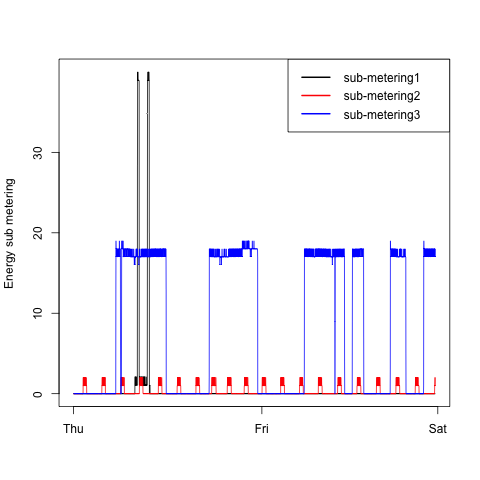 sub-metering1
sub-metering2
sub-metering3
Energy sub metering
30
20
10
0
Thu Fri Sat